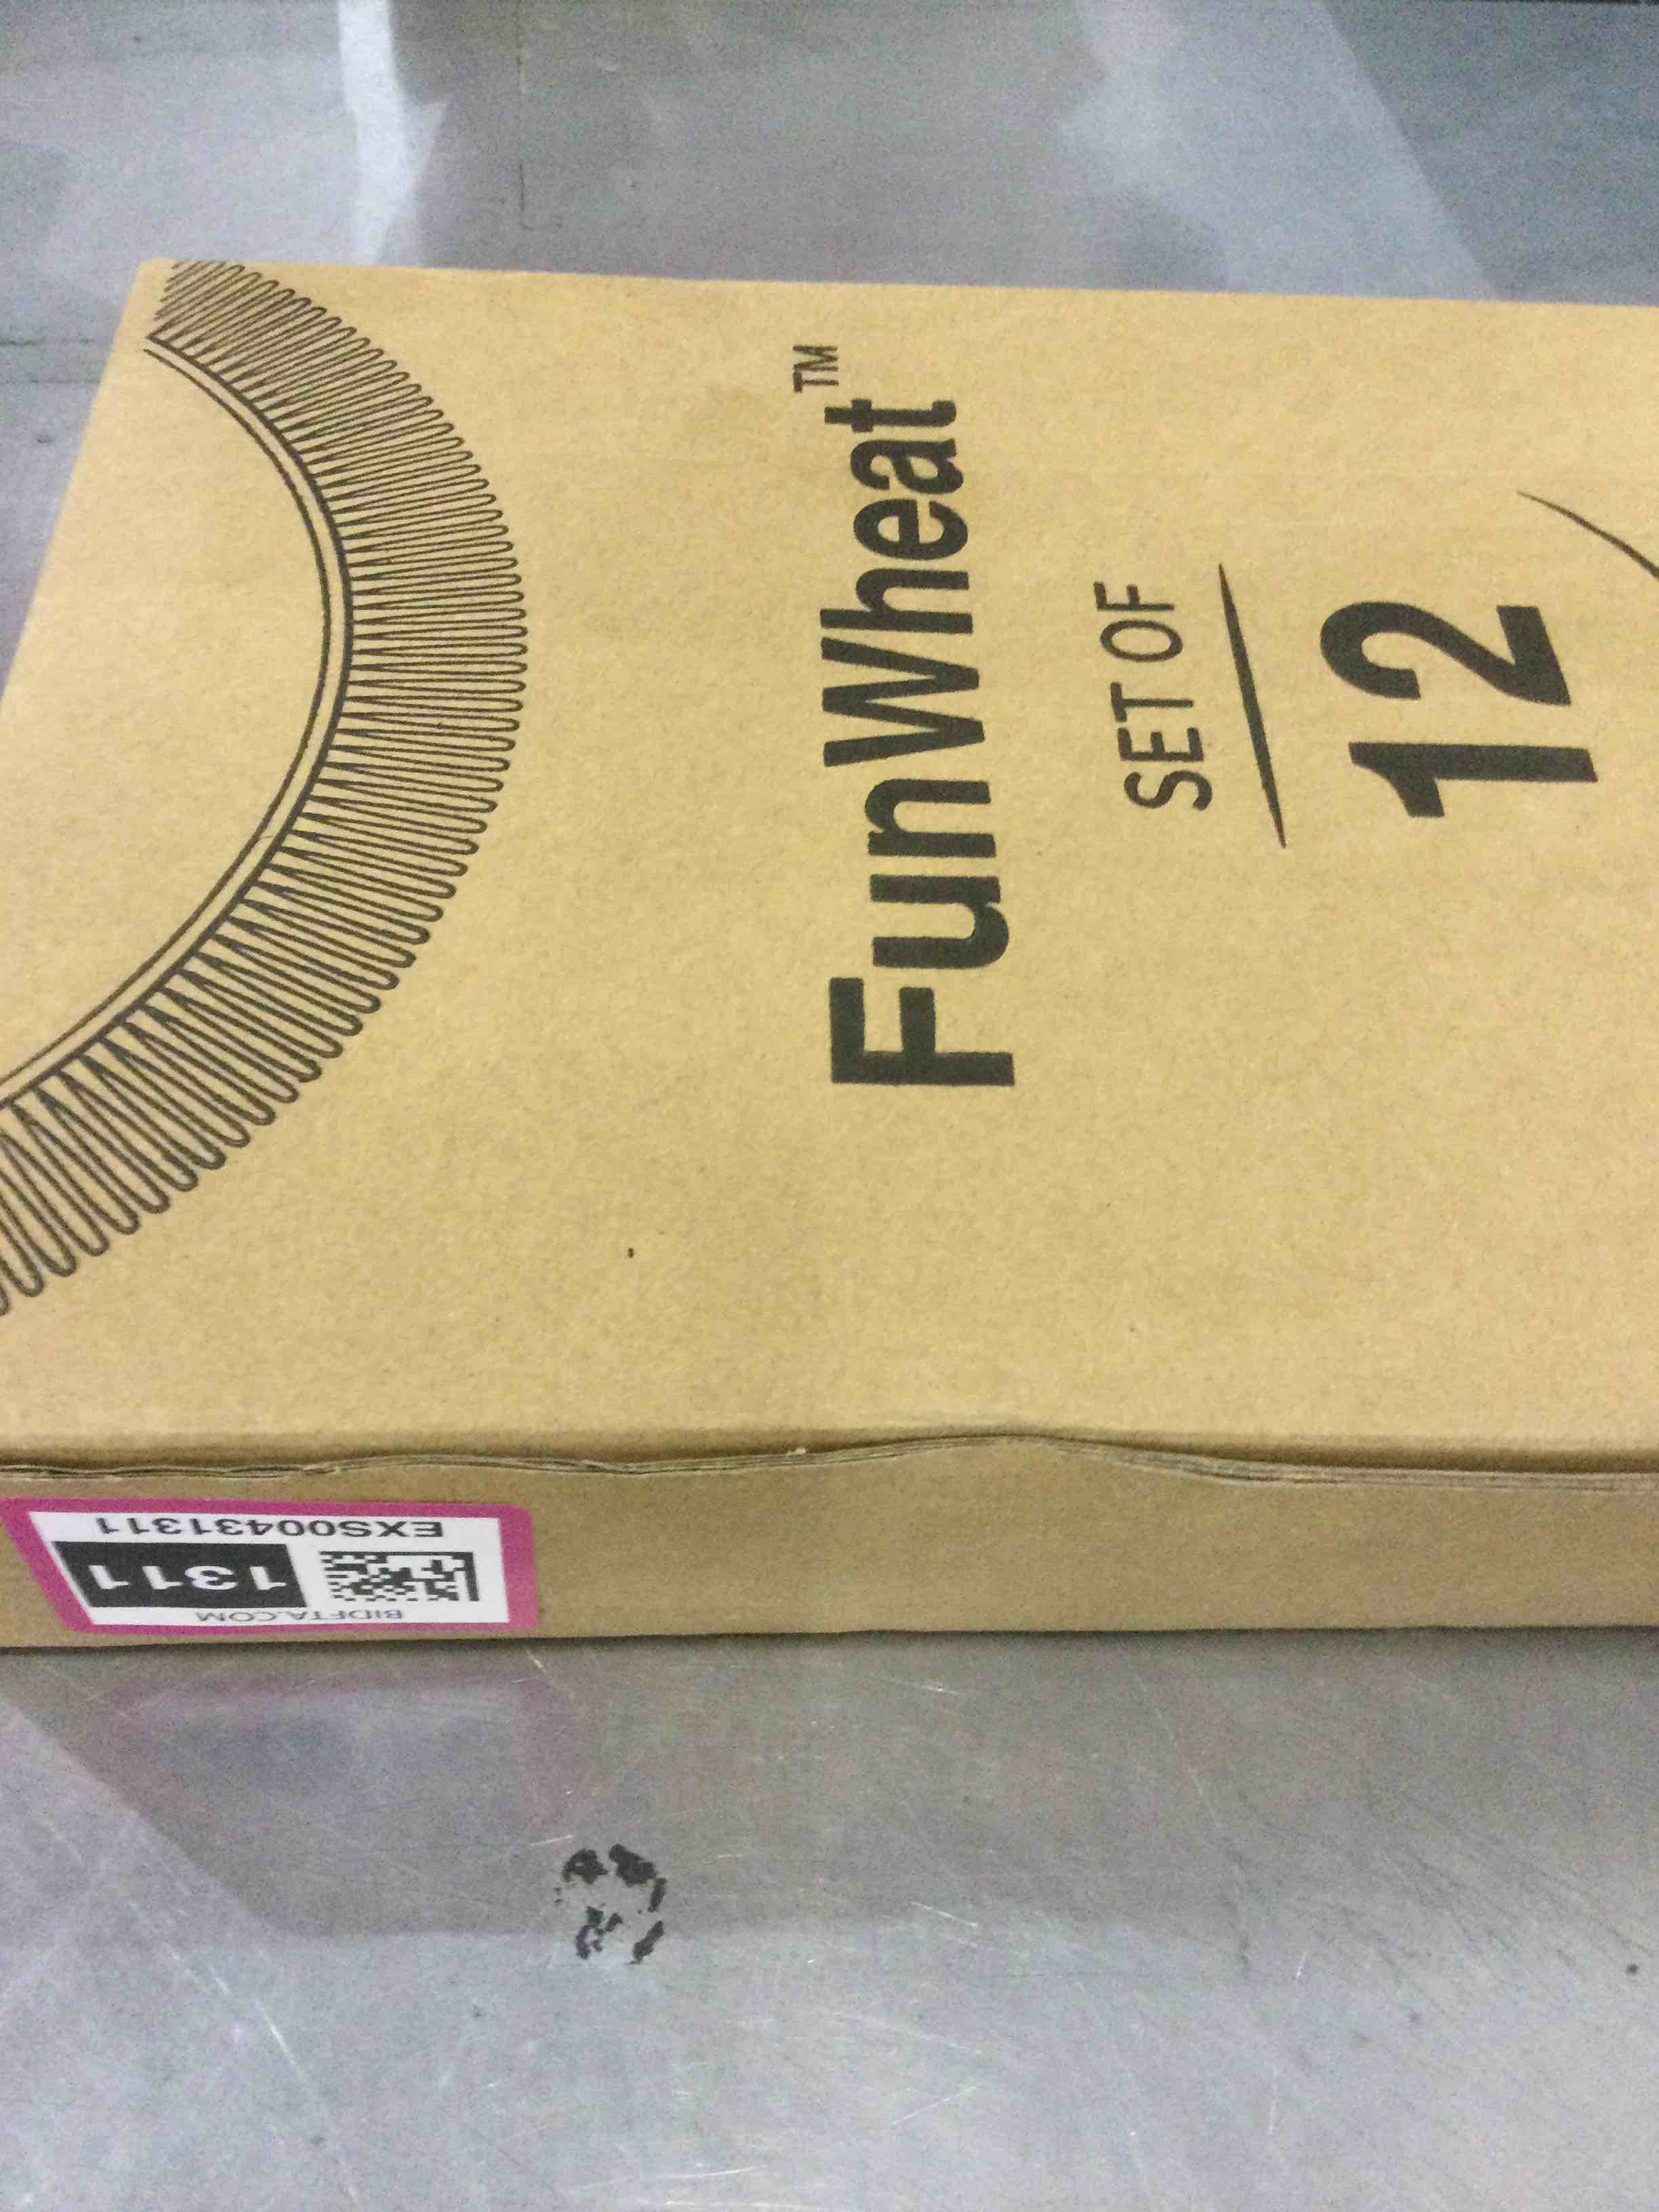 FunWheat™
SET OF
12
BIDFTA.COM
1311
EXS00431311